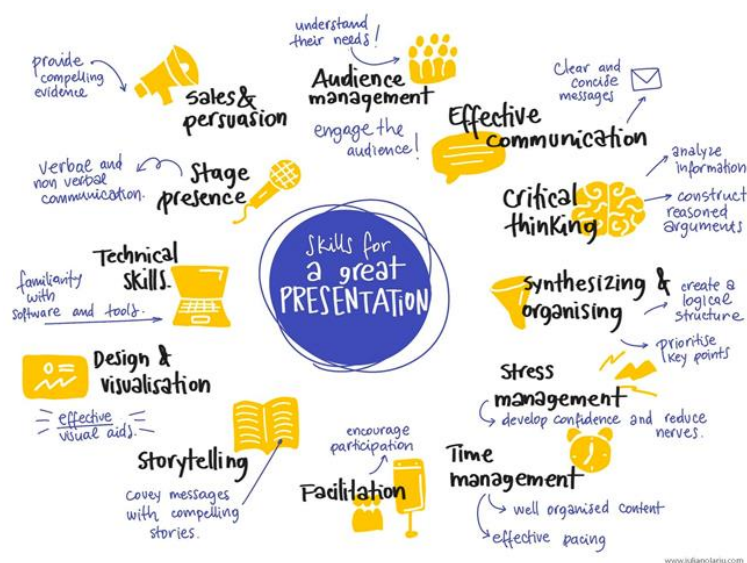 understand
their needs!
Audience
management
engage the
audience!
Clear and
concise
messages
Effective
communication
analyze
information
construct
reasoned
arguments
Critical
thinking
Synthesizing &
organising
create a
logical
structure
prioritise
key points
Stress
management
develop confidence and reduce
nerves.
Time
management
well organised content
effective pacing
encourage
participation
Facilitation
Storytelling
covey messages
with compelling
stories.
Design &
visualisation
effective
visual aids.
Technical
skills.
familiarity
with
software and tools.
Stage
presence
Verbal and
non verbal
communication.
Sales &
persuasion
provide
compelling
evidence
Skills for
a great
PRESENTATION
www.iulianolariu.com